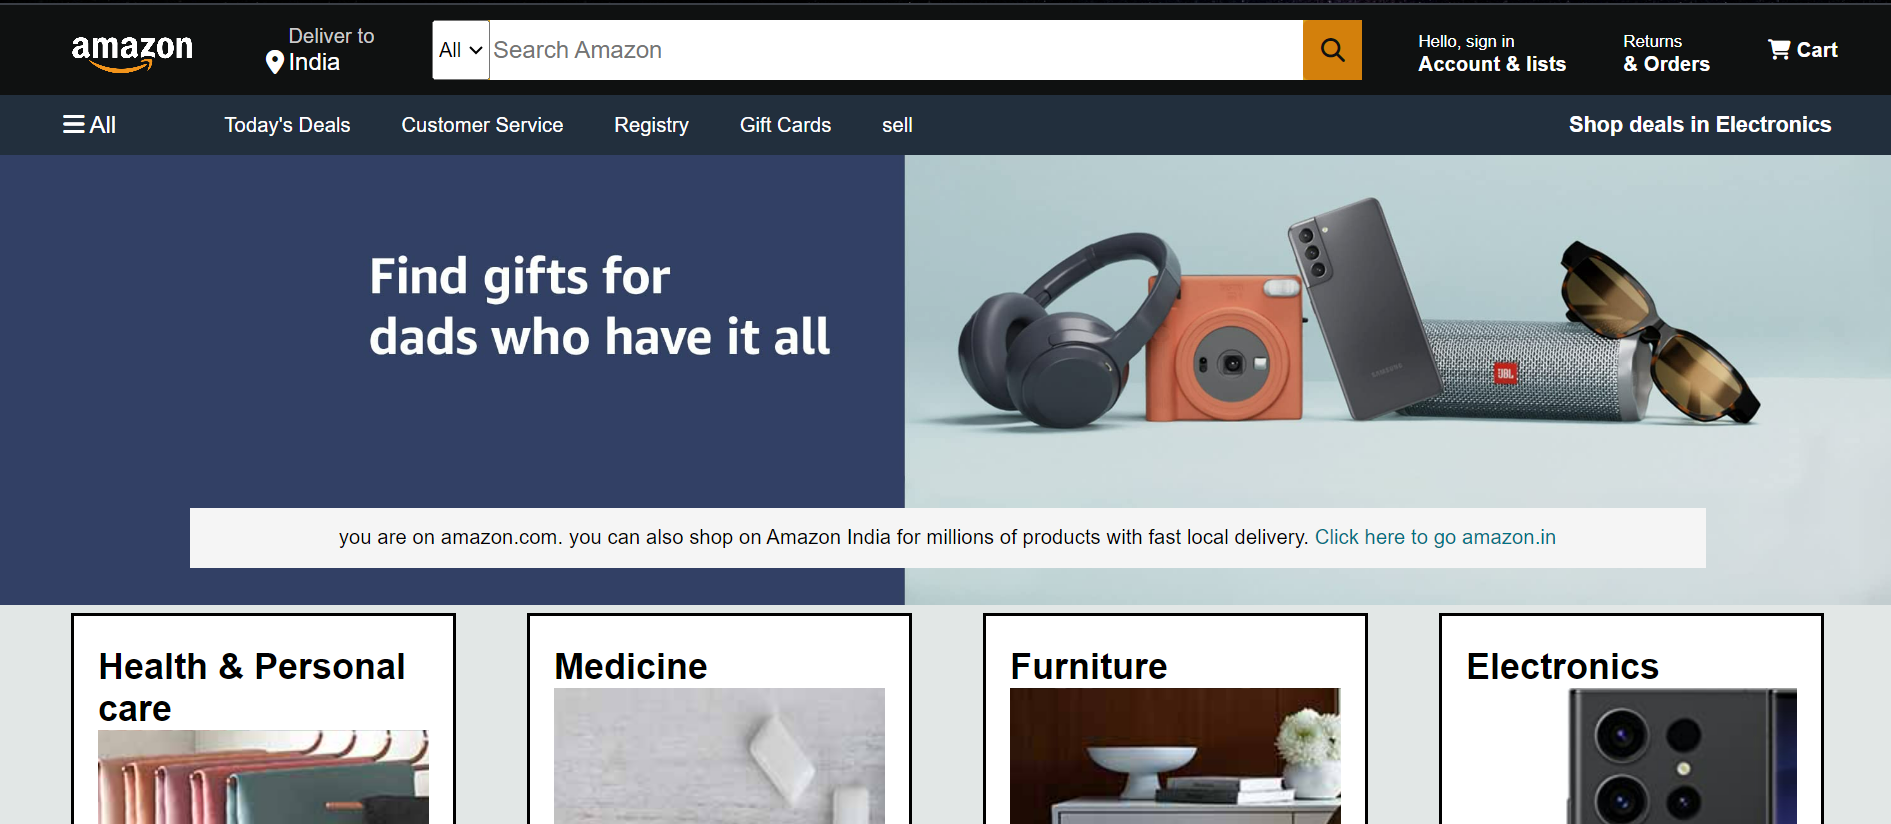 amazon
Deliver to
India
All
Search Amazon
Hello, sign in
Account & lists
Returns
& Orders
Cart
All
Today's Deals
Customer Service
Registry
Gift Cards
sell
Shop deals in Electronics
Find gifts for
dads who have it all
SAMSUNG
JBL
you are on amazon.com. you can also shop on Amazon India for millions of products with fast local delivery. Click here to go amazon.in
Health & Personal
care
Medicine
Furniture
Electronics